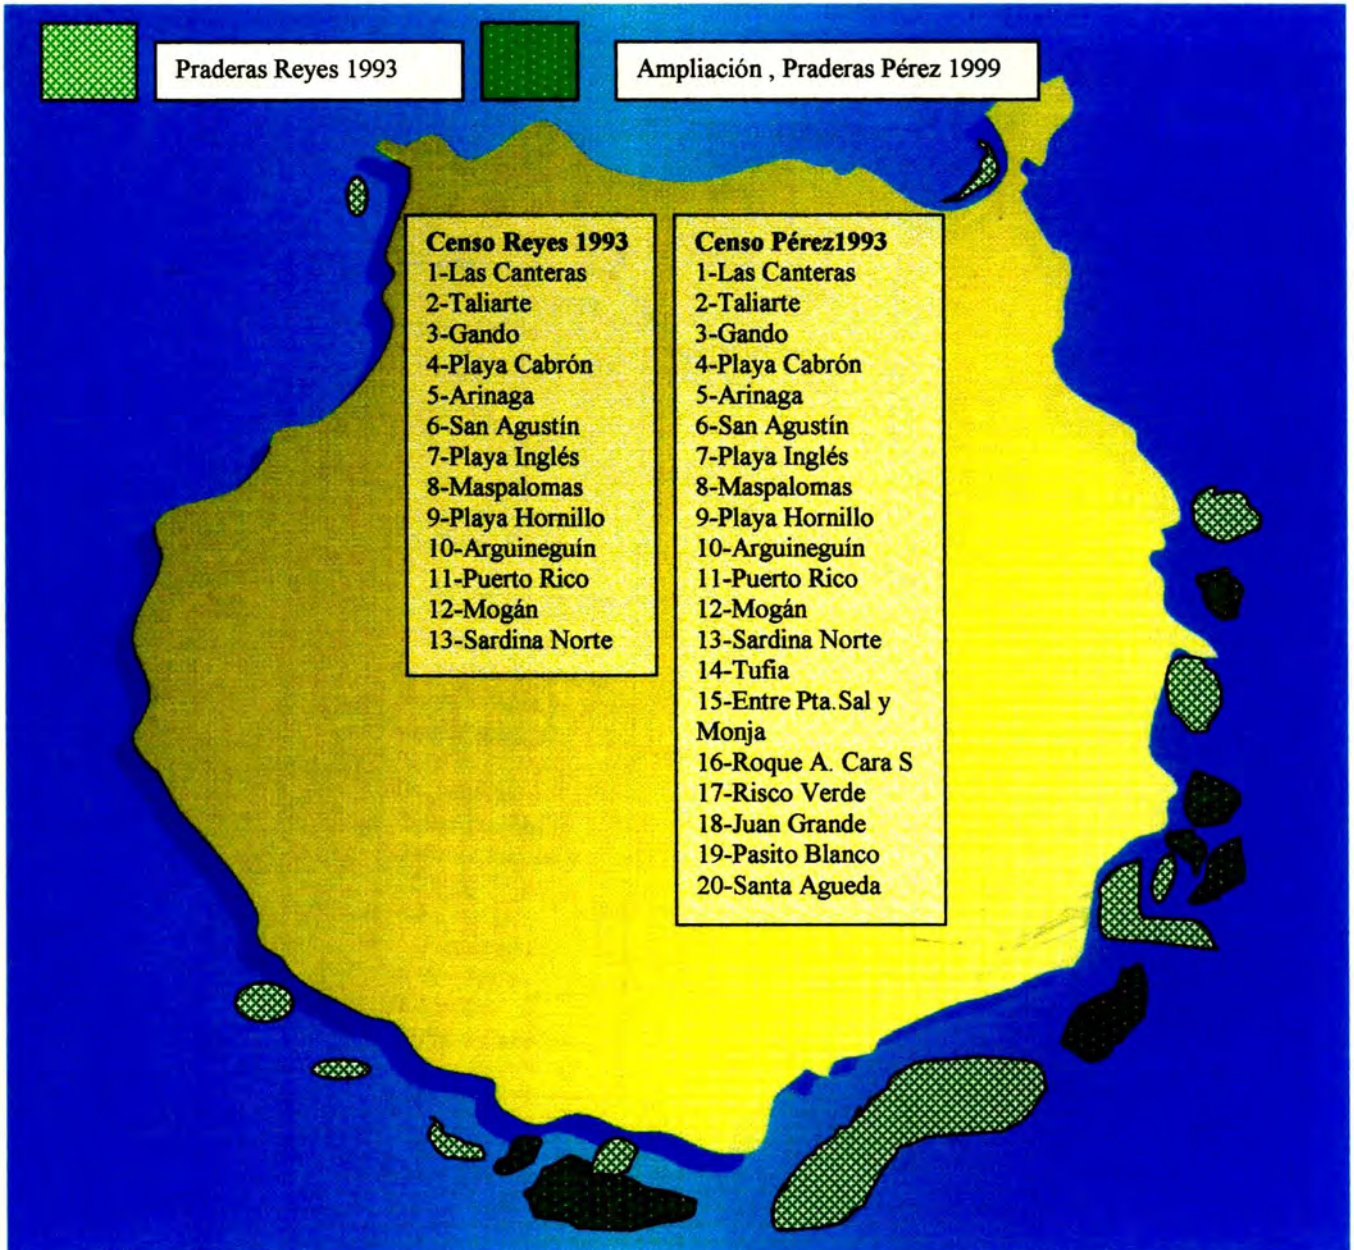 Praderas Reyes 1993
Ampliación , Praderas Pérez 1999
Censo Reyes 1993
1-Las Canteras
2-Taliarte
3-Gando
4-Playa Cabrón
5-Arinaga
6-San Agustín
7-Playa Inglés
8-Maspalomas
9-Playa Hornillo
10-Arguineguín
11-Puerto Rico
12-Mogán
13-Sardina Norte
Censo Pérez1993
1-Las Canteras
2-Taliarte
3-Gando
4-Playa Cabrón
5-Arinaga
6-San Agustín
7-Playa Inglés
8-Maspalomas
9-Playa Hornillo
10-Arguineguín
11-Puerto Rico
12-Mogán
13-Sardina Norte
14-Tufia
15-Entre Pta.Sal y
Monja
16-Roque A. Cara S
17-Risco Verde
18-Juan Grande
19-Pasito Blanco
20-Santa Agueda